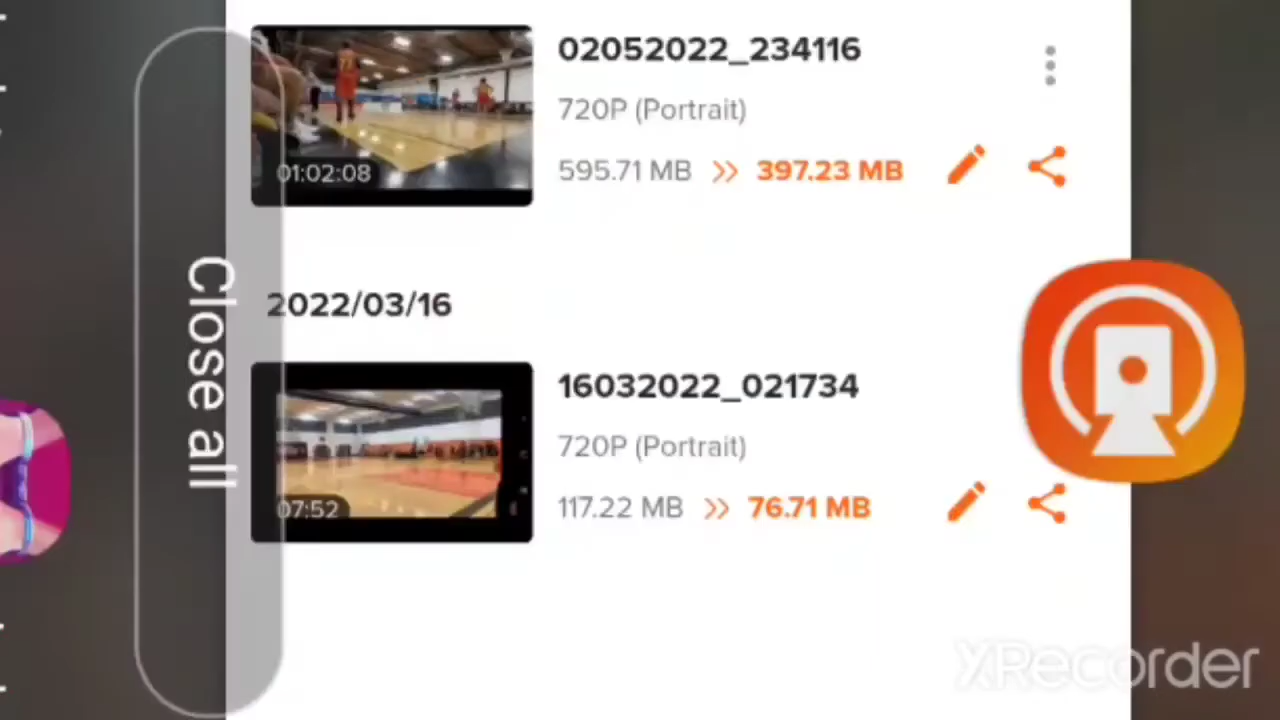 02052022_234116
720P (Portrait)
595.71 MB >> 397.23 MB
01:02:08
2022/03/16
16032022_021734
720P (Portrait)
117.22 MB >> 76.71 MB
07:52
Close all
XRecorder